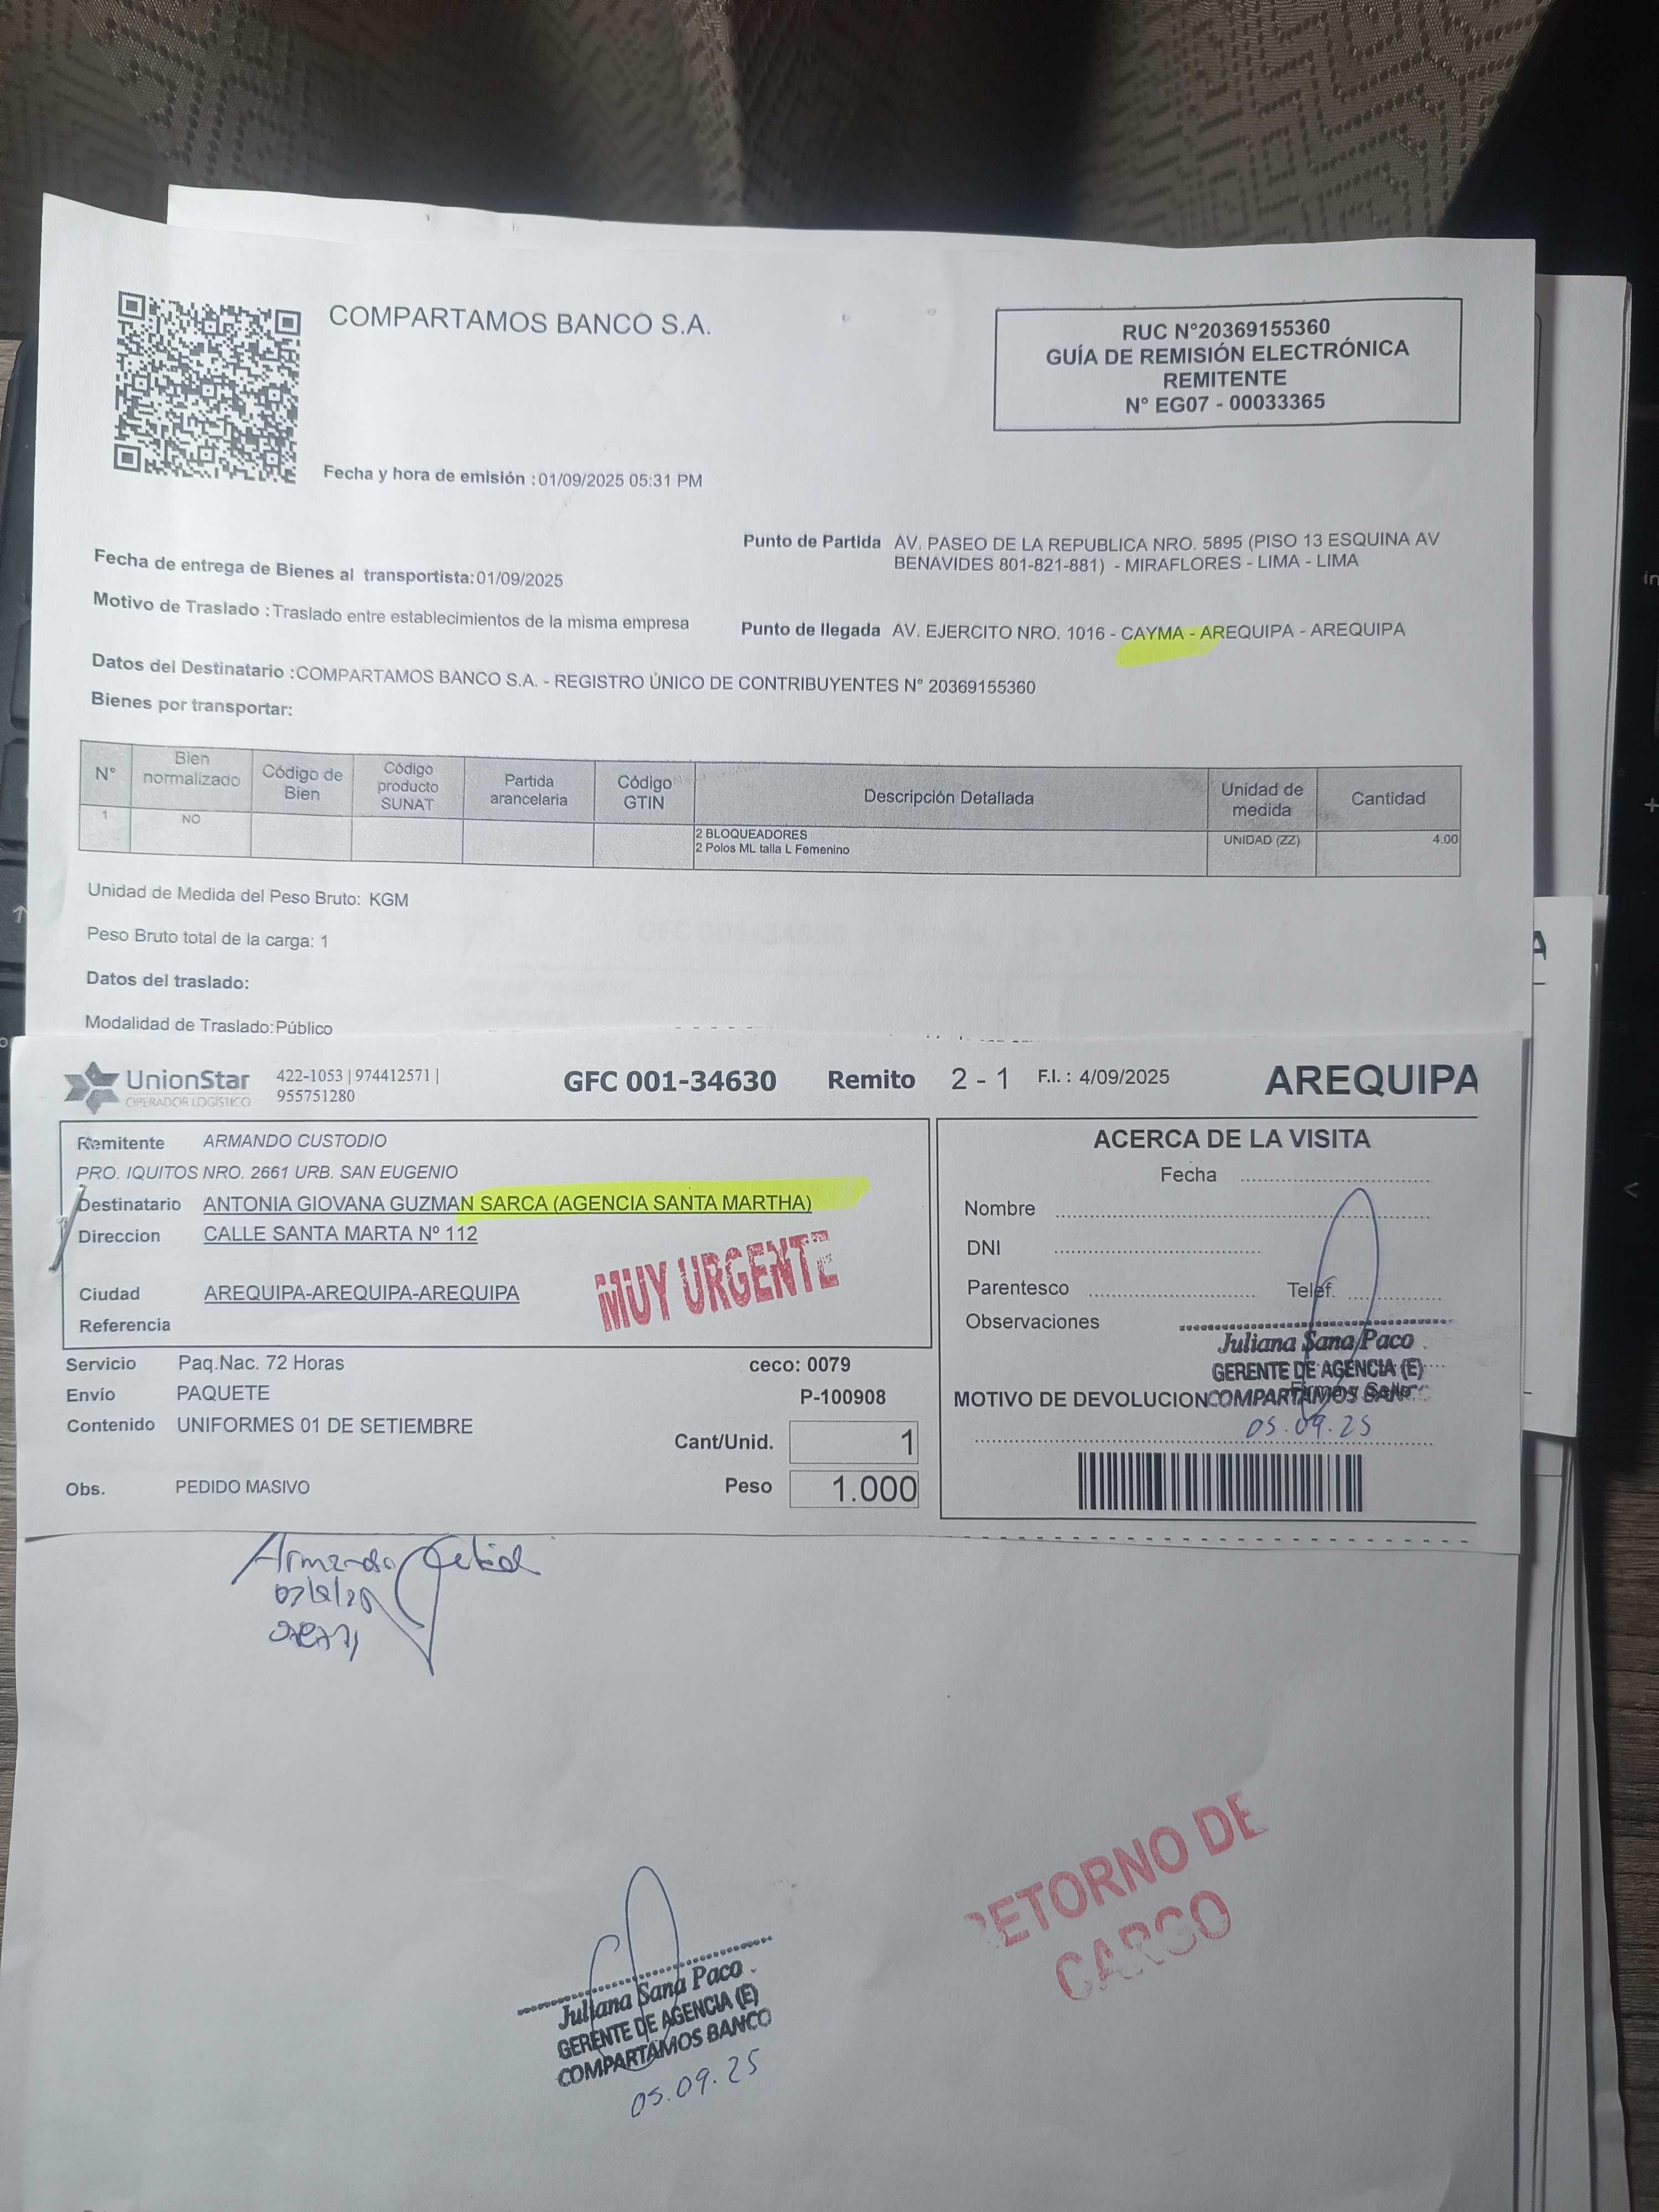 COMPARTAMOS BANCO S.A.
RUC N°20369155360
GUÍA DE REMISIÓN ELECTRÓNICA
REMITENTE
N° EG07 - 00033365
Fecha y hora de emisión : 01/09/2025 05:31 PM
Fecha de entrega de Bienes al transportista: 01/09/2025
Punto de Partida AV. PASEO DE LA REPUBLICA NRO. 5895 (PISO 13 ESQUINA AV
BENAVIDES 801-821-881) - MIRAFLORES - LIMA - LIMA
Motivo de Traslado : Traslado entre establecimientos de la misma empresa
Punto de llegada AV. EJERCITO NRO. 1016 - CAYMA - AREQUIPA - AREQUIPA
Datos del Destinatario : COMPARTAMOS BANCO S.A. - REGISTRO ÚNICO DE CONTRIBUYENTES N° 20369155360
Bienes por transportar:
N° Bien normalizado Código de Bien Código producto SUNAT Partida arancelaria Código GTIN Descripción Detallada Unidad de medida Cantidad
1 NO 2 BLOQUEADORES UNIDAD (ZZ) 4.00
2 Polos ML talla L Femenino
Unidad de Medida del Peso Bruto: KGM
Peso Bruto total de la carga: 1
Datos del traslado:
Modalidad de Traslado: Público
UnionStar
OPERADOR LOGÍSTICO
422-1053 | 974412571 |
955751280
GFC 001-34630 Remito 2 - 1 F.I. : 4/09/2025 AREQUIPA
Remitente ARMANDO CUSTODIO
PRO. IQUITOS NRO. 2661 URB. SAN EUGENIO
Destinatario ANTONIA GIOVANA GUZMAN SARCA (AGENCIA SANTA MARTHA)
Direccion CALLE SANTA MARTA Nº 112
MUY URGENTE
Ciudad AREQUIPA-AREQUIPA-AREQUIPA
Referencia
Servicio Paq.Nac. 72 Horas ceco: 0079
Envío PAQUETE P-100908
Contenido UNIFORMES 01 DE SETIEMBRE
Cant/Unid. 1
Obs. PEDIDO MASIVO Peso 1.000
ACERCA DE LA VISITA
Fecha
Nombre
DNI
Parentesco Telef.
Observaciones
Juliana Sana Paco
GERENTE DE AGENCIA (E)
MOTIVO DE DEVOLUCION COMPARTAMOS BANCO
05.09.25
Armando
RETORNO DE
CARGO
Juliana Sana Paco
GERENTE DE AGENCIA (E)
COMPARTAMOS BANCO
05.09.25